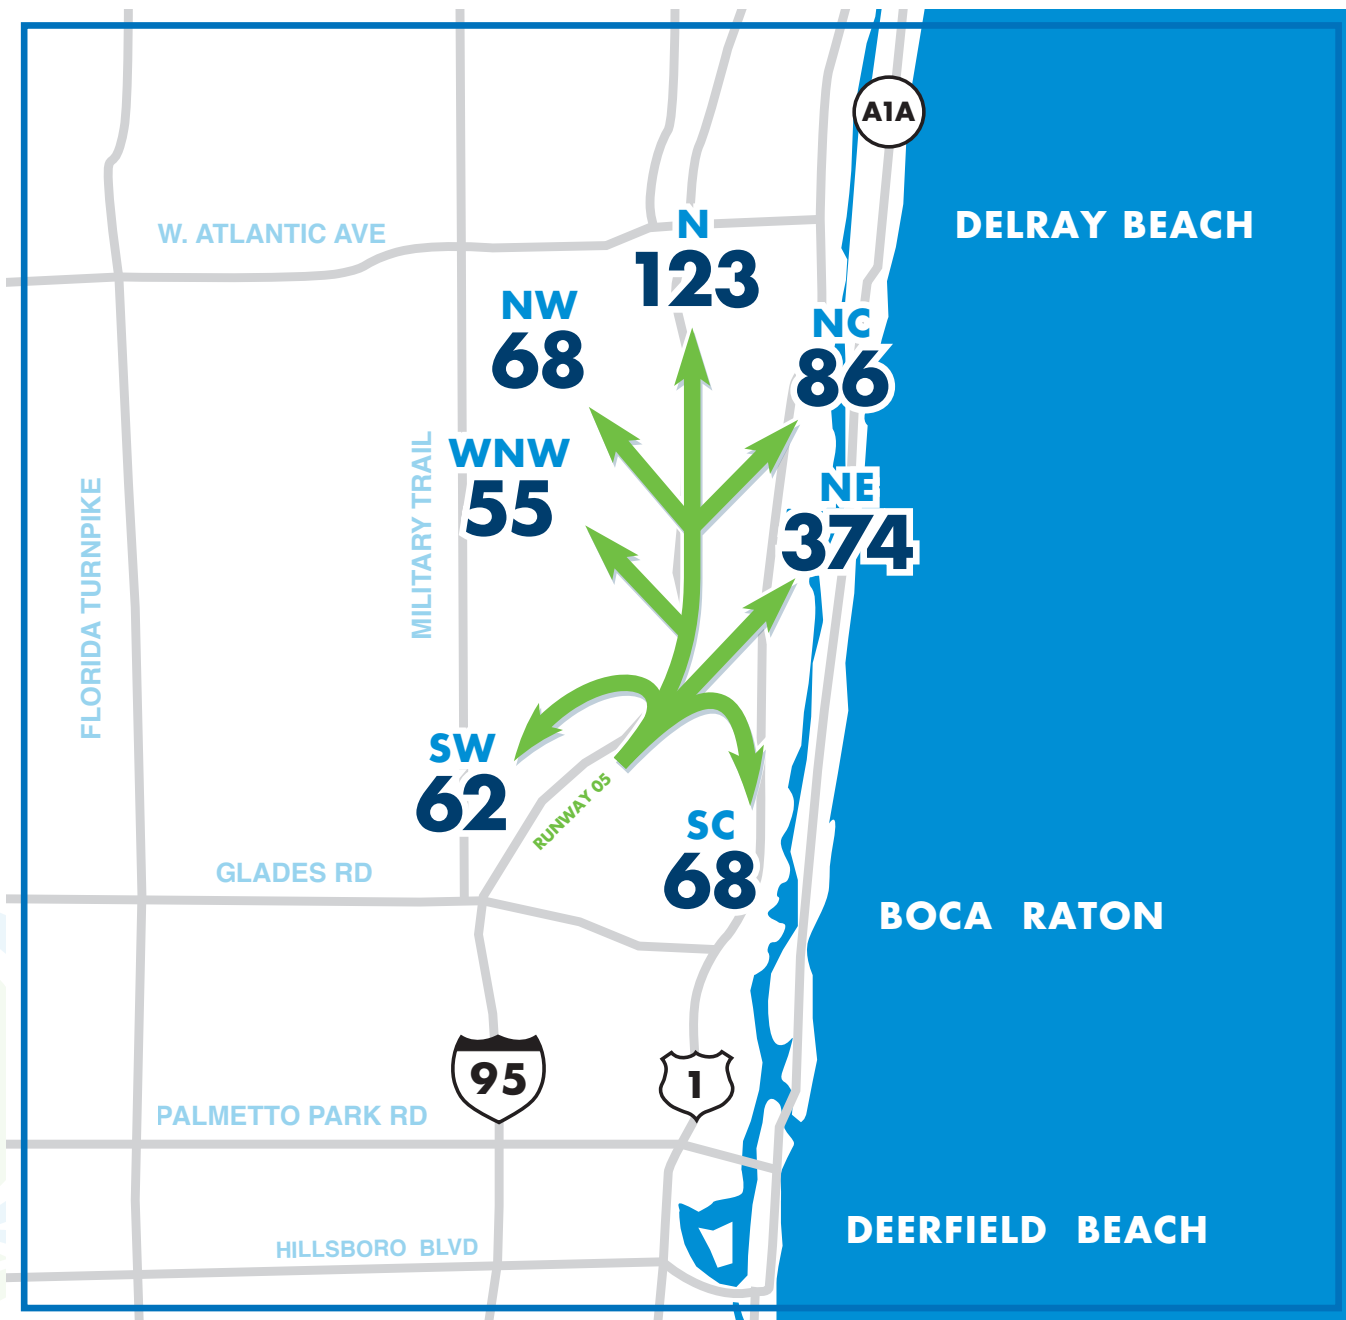 A1A
W. ATLANTIC AVE
DELRAY BEACH
N
123
NW
68
NC
86
WNW
55
MILITARY TRAIL
FLORIDA TURNPIKE
NE
374
SW
62
RUNWAY 05
SC
68
GLADES RD
BOCA RATON
95
1
PALMETTO PARK RD
DEERFIELD BEACH
HILLSBORO BLVD